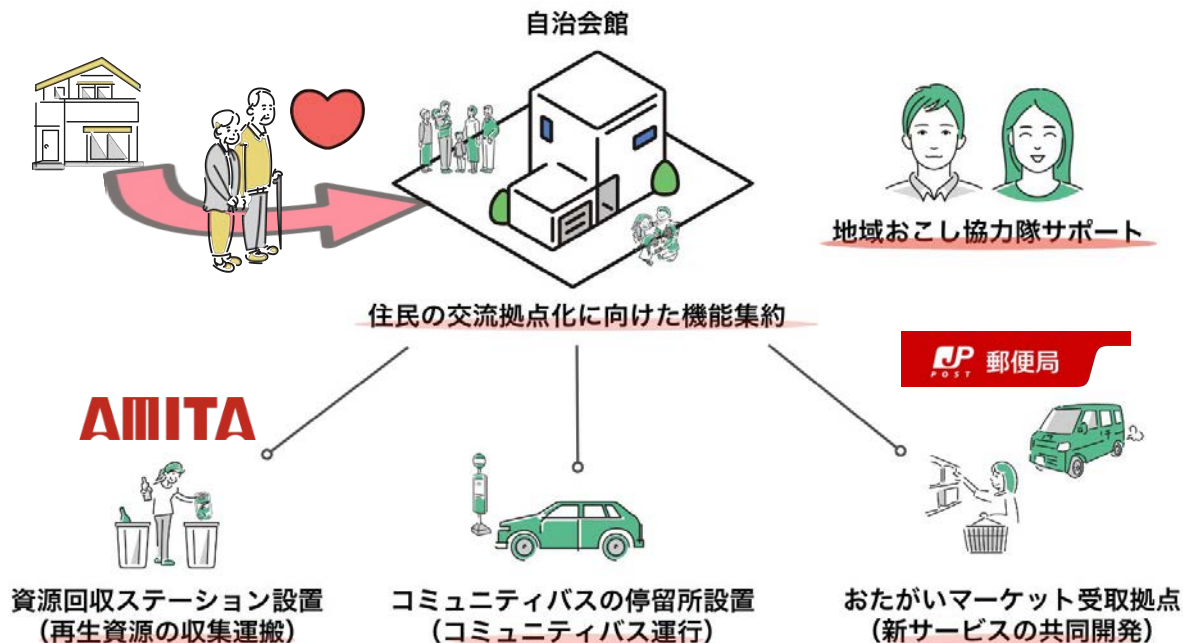 自治会館
地域おこし協力隊サポート
住民の交流拠点化に向けた機能集約
AMITA
JP
POST
郵便局
資源回収ステーション設置
(再生資源の収集運搬)
コミュニティバスの停留所設置
(コミュニティバス運行)
おたがいマーケット受取拠点
(新サービスの共同開発)